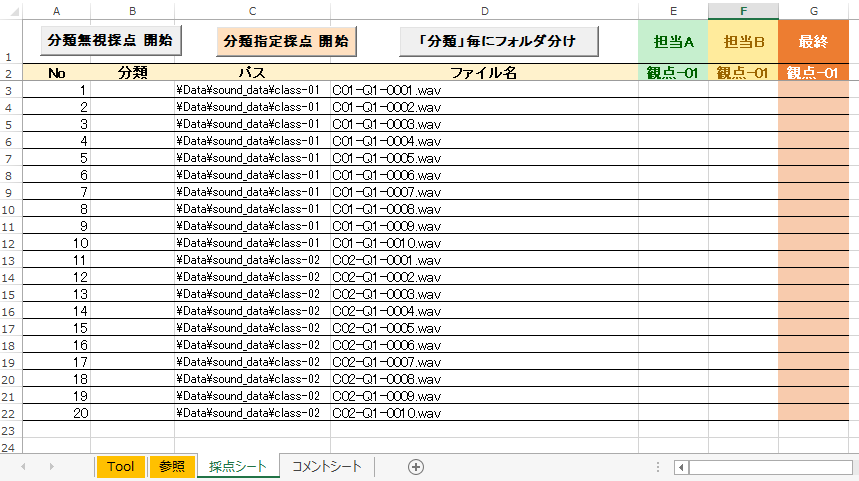 A B C D E F G
分類無視採点 開始 分類指定採点 開始 「分類」毎にフォルダ分け
1 担当A 担当B 最終
2 No 分類 パス ファイル名 観点-01 観点-01 観点-01
3 1 ¥Data¥sound_data¥class-01 C01-Q1-0001.wav
4 2 ¥Data¥sound_data¥class-01 C01-Q1-0002.wav
5 3 ¥Data¥sound_data¥class-01 C01-Q1-0003.wav
6 4 ¥Data¥sound_data¥class-01 C01-Q1-0004.wav
7 5 ¥Data¥sound_data¥class-01 C01-Q1-0005.wav
8 6 ¥Data¥sound_data¥class-01 C01-Q1-0006.wav
9 7 ¥Data¥sound_data¥class-01 C01-Q1-0007.wav
10 8 ¥Data¥sound_data¥class-01 C01-Q1-0008.wav
11 9 ¥Data¥sound_data¥class-01 C01-Q1-0009.wav
12 10 ¥Data¥sound_data¥class-01 C01-Q1-0010.wav
13 11 ¥Data¥sound_data¥class-02 C02-Q1-0001.wav
14 12 ¥Data¥sound_data¥class-02 C02-Q1-0002.wav
15 13 ¥Data¥sound_data¥class-02 C02-Q1-0003.wav
16 14 ¥Data¥sound_data¥class-02 C02-Q1-0004.wav
17 15 ¥Data¥sound_data¥class-02 C02-Q1-0005.wav
18 16 ¥Data¥sound_data¥class-02 C02-Q1-0006.wav
19 17 ¥Data¥sound_data¥class-02 C02-Q1-0007.wav
20 18 ¥Data¥sound_data¥class-02 C02-Q1-0008.wav
21 19 ¥Data¥sound_data¥class-02 C02-Q1-0009.wav
22 20 ¥Data¥sound_data¥class-02 C02-Q1-0010.wav
23
24
Tool 参照 採点シート コメントシート